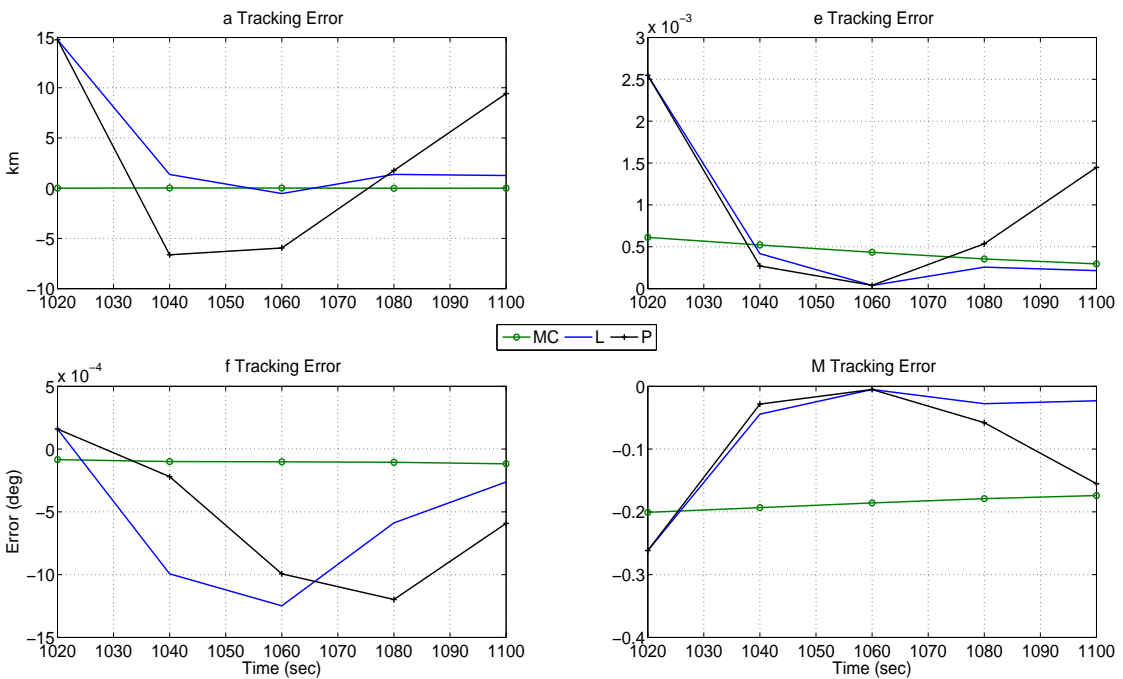 a Tracking Error
15
10
5
0
−5
−10
km
1020 1030 1040 1050 1060 1070 1080 1090 1100
e Tracking Error
x 10⁻³
3
2.5
2
1.5
1
0.5
0
1020 1030 1040 1050 1060 1070 1080 1090 1100
MC L P
f Tracking Error
x 10⁻⁴
5
0
−5
−10
−15
Error (deg)
1020 1030 1040 1050 1060 1070 1080 1090 1100
Time (sec)
M Tracking Error
0
−0.1
−0.2
−0.3
−0.4
1020 1030 1040 1050 1060 1070 1080 1090 1100
Time (sec)